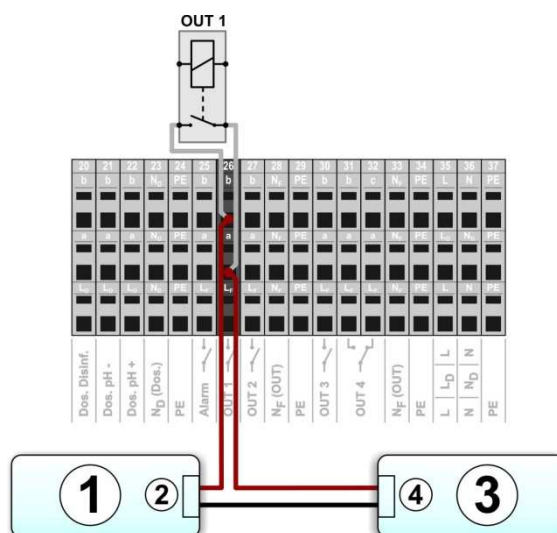 OUT 1
20 21 22 23 24 25 26 27 28 29 30 31 32 33 34 35 36 37
b b b N_D PE b b b N_F PE b b c N_F PE L N PE
a a a N_D PE a a a N_F PE a a a N_F PE L N PE
L_D L_D L_D N_D PE L_F L_F L_F N_F PE L_F L_F L_F N_F PE L N PE
Dos. Disinf.
Dos. pH -
Dos. pH +
N_D (Dos.)
PE
Alarm
OUT 1
OUT 2
N_F (OUT)
PE
OUT 3
OUT 4
N_F (OUT)
PE
L L_D L
N N_D N
PE
1 2 4 3